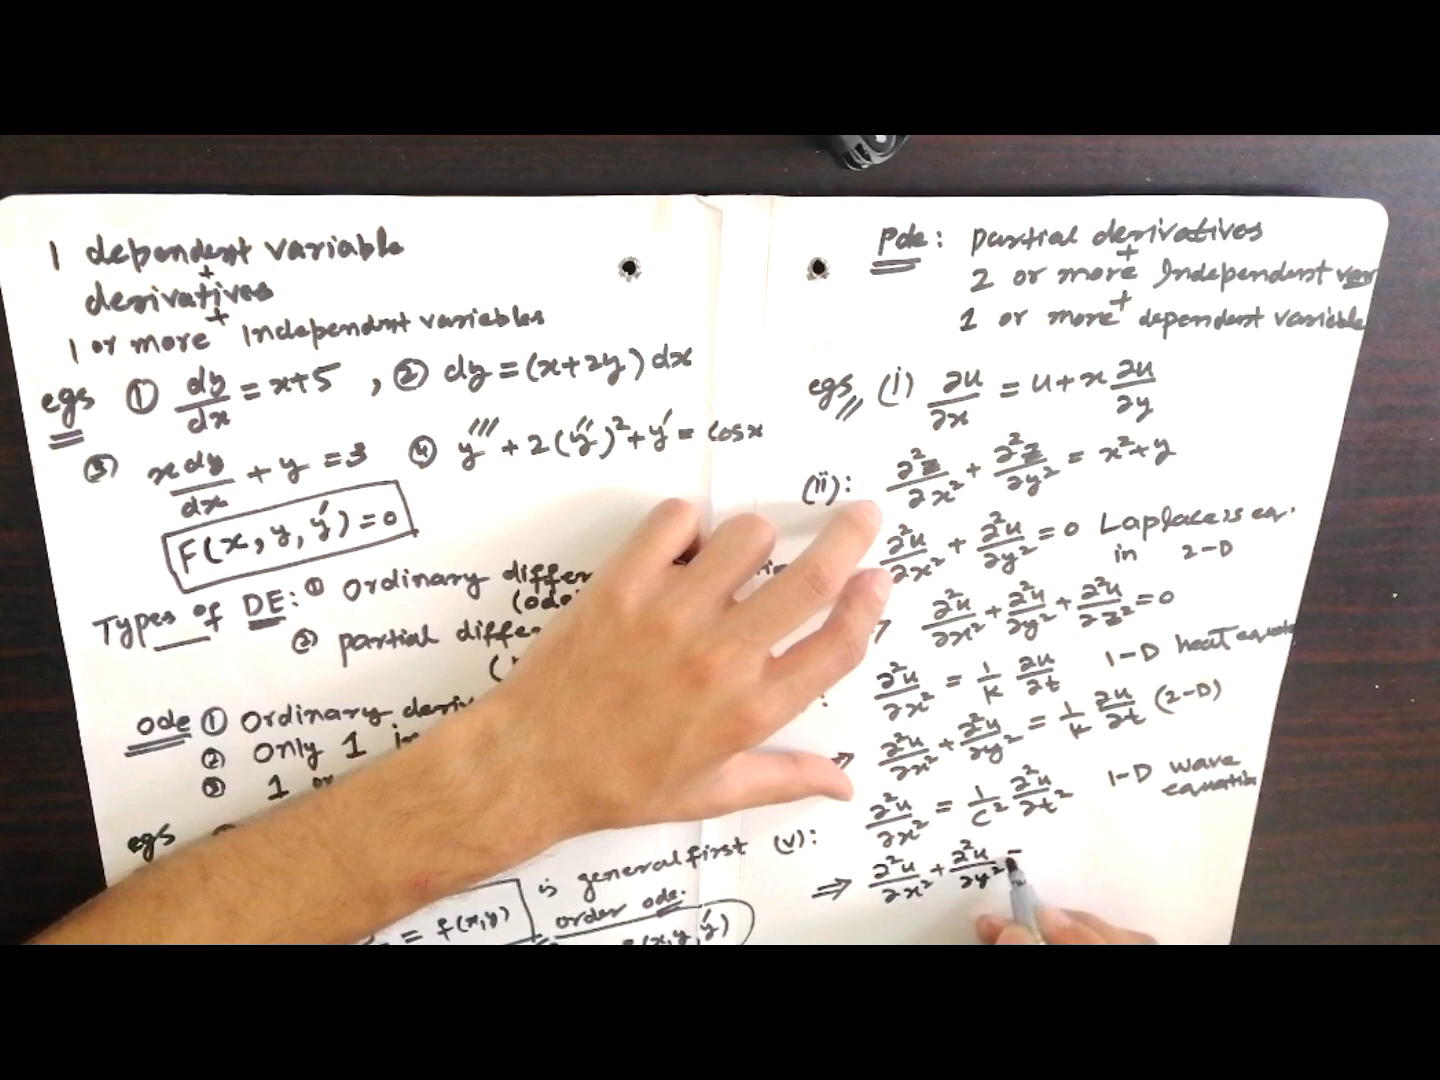 1 dependent variable
+
derivatives
+
1 or more Independent variables
egs ① dy/dx = x+5 , ② dy = (x+2y) dx
③ x dy/dx + y = 3 ④ y''' + 2(y'')² + y' = cosx
F(x, y, y') = 0
Types of DE: ① Ordinary differ
(ode
② partial diffe
(
ode ① Ordinary deriv
② Only 1 in
③ 1 or
egs
= f(x,y) is general first
order ode.
(x,y,y')
Pde: Partial derivatives
+
2 or more Independent var
+
1 or more dependent variable
egs (i) ∂u/∂x = u + x ∂u/∂y
(ii): ∂²z/∂x² + ∂²z/∂y² = x²+y
∂²u/∂x² + ∂²u/∂y² = 0 Laplace's eq.
in 2-D
∂²u/∂x² + ∂²u/∂y² + ∂²u/∂z² = 0
∂²u/∂x² = 1/k ∂u/∂t 1-D heat equati
⇒ ∂²u/∂x² + ∂²u/∂y² = 1/k ∂u/∂t (2-D)
(v): ∂²u/∂x² = 1/c² ∂²u/∂t² 1-D wave
equation
⇒ ∂²u/∂x² + ∂²u/∂y²